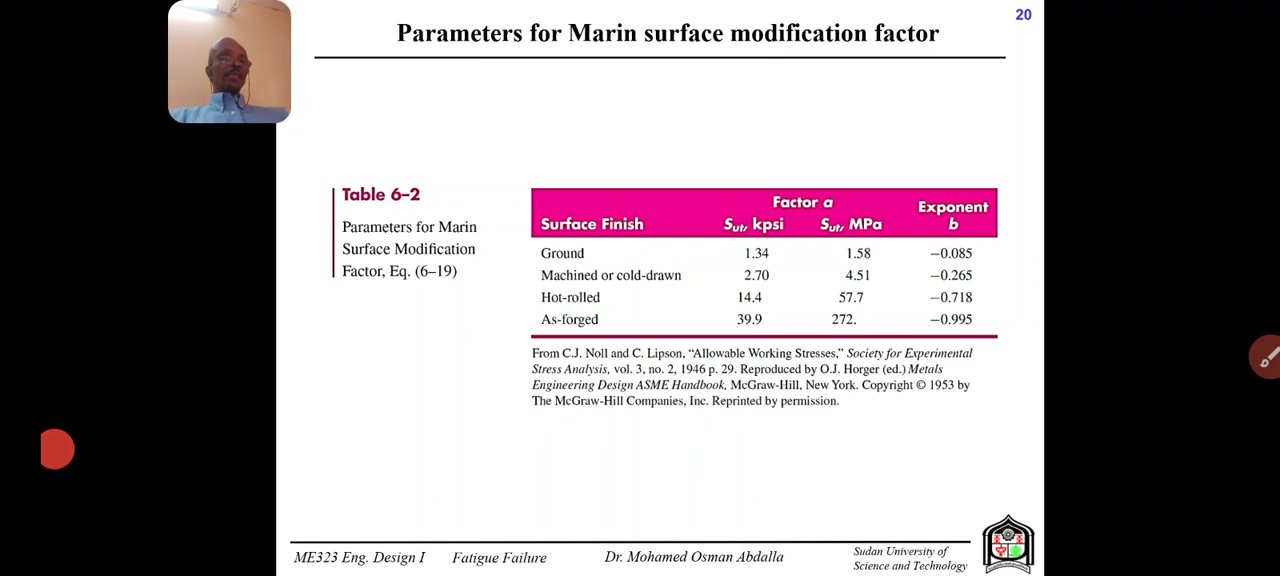 20
Parameters for Marin surface modification factor
Table 6–2
Parameters for Marin
Surface Modification
Factor, Eq. (6–19)
Factor a Exponent
Surface Finish Sut, kpsi Sut, MPa b
Ground 1.34 1.58 −0.085
Machined or cold-drawn 2.70 4.51 −0.265
Hot-rolled 14.4 57.7 −0.718
As-forged 39.9 272. −0.995
From C.J. Noll and C. Lipson, “Allowable Working Stresses,” Society for Experimental
Stress Analysis, vol. 3, no. 2, 1946 p. 29. Reproduced by O.J. Horger (ed.) Metals
Engineering Design ASME Handbook, McGraw-Hill, New York. Copyright © 1953 by
The McGraw-Hill Companies, Inc. Reprinted by permission.
ME323 Eng. Design I Fatigue Failure Dr. Mohamed Osman Abdalla
Sudan University of
Science and Technology